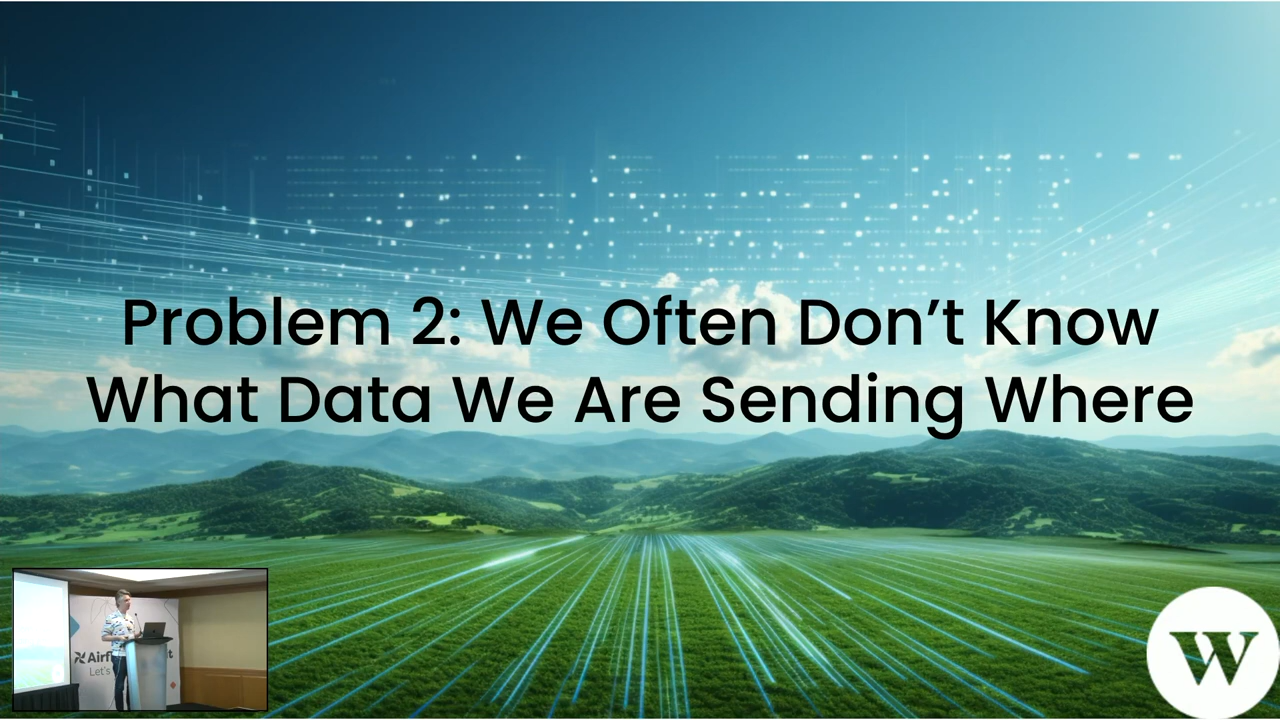 Problem 2: We Often Don’t Know
What Data We Are Sending Where
W